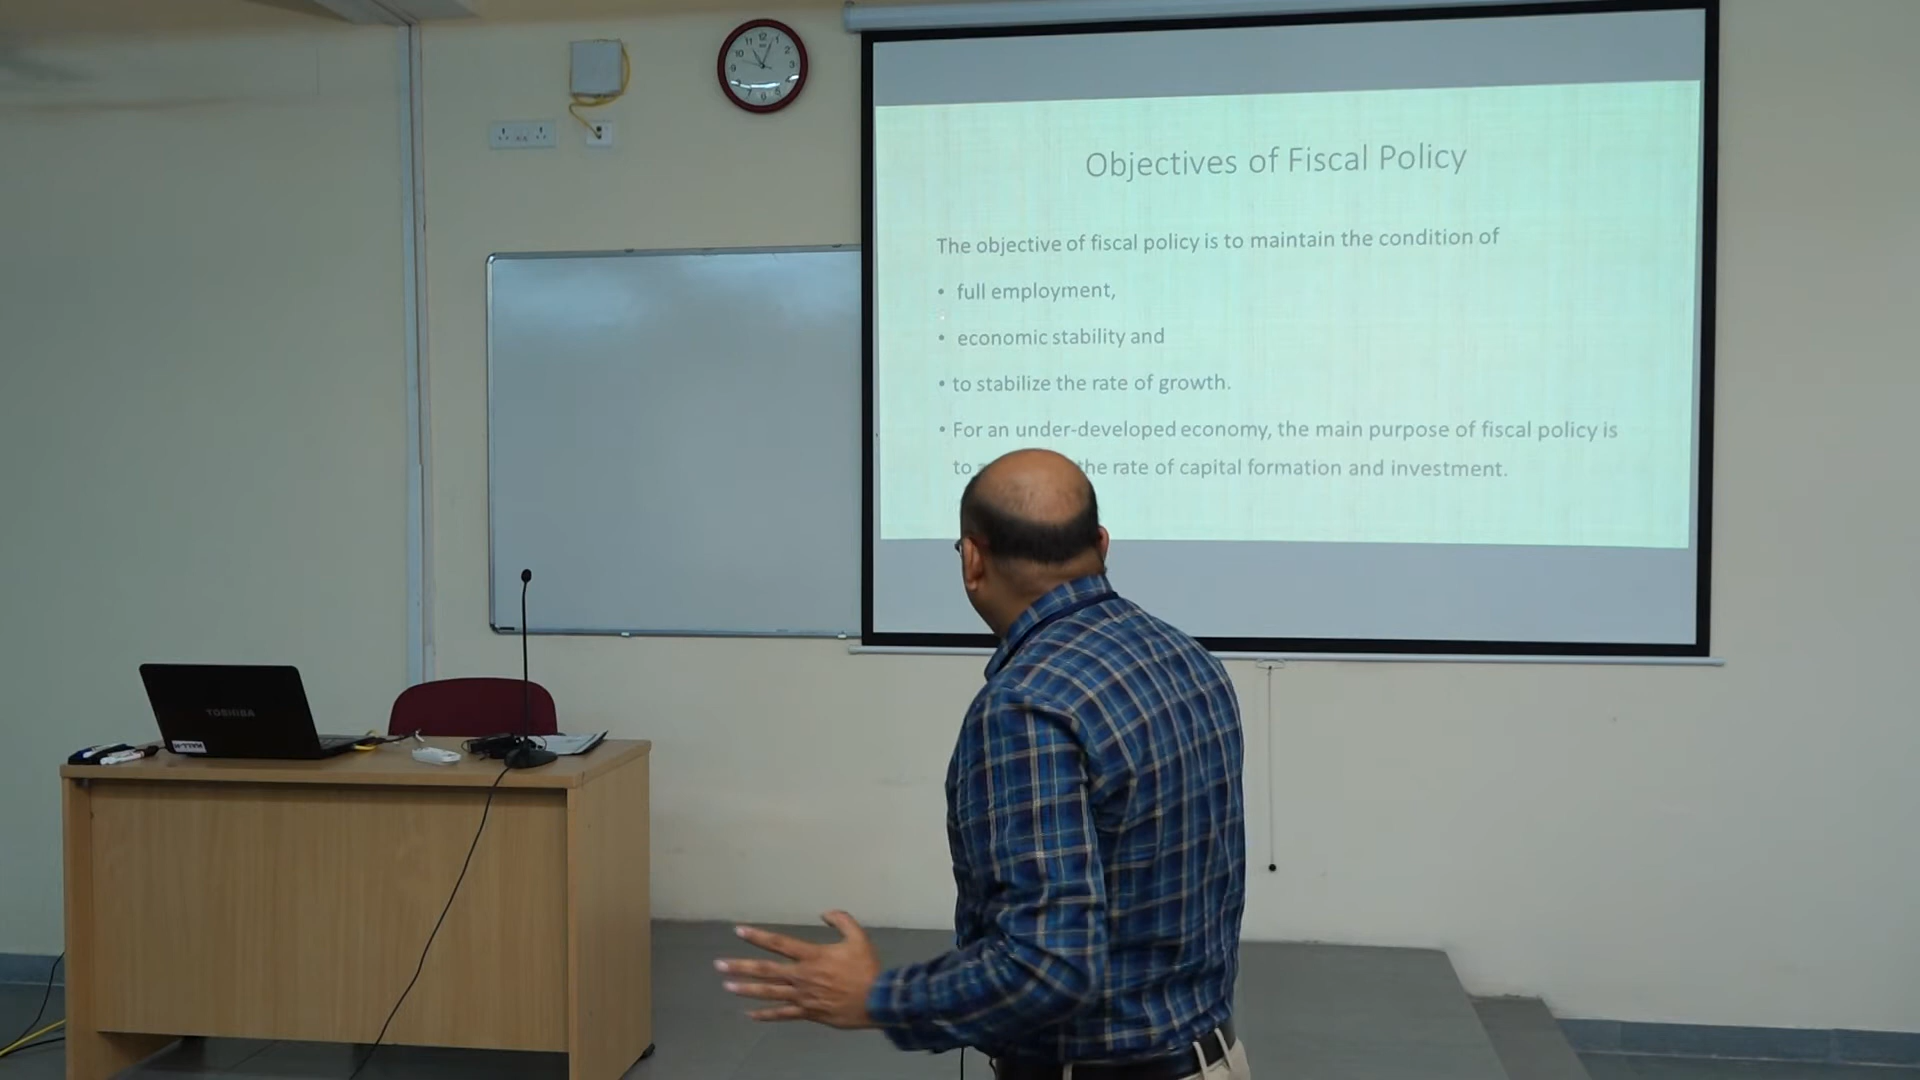 Objectives of Fiscal Policy
The objective of fiscal policy is to maintain the condition of
• full employment,
• economic stability and
• to stabilize the rate of growth.
• For an under-developed economy, the main purpose of fiscal policy is
to the rate of capital formation and investment.
TOSHIBA